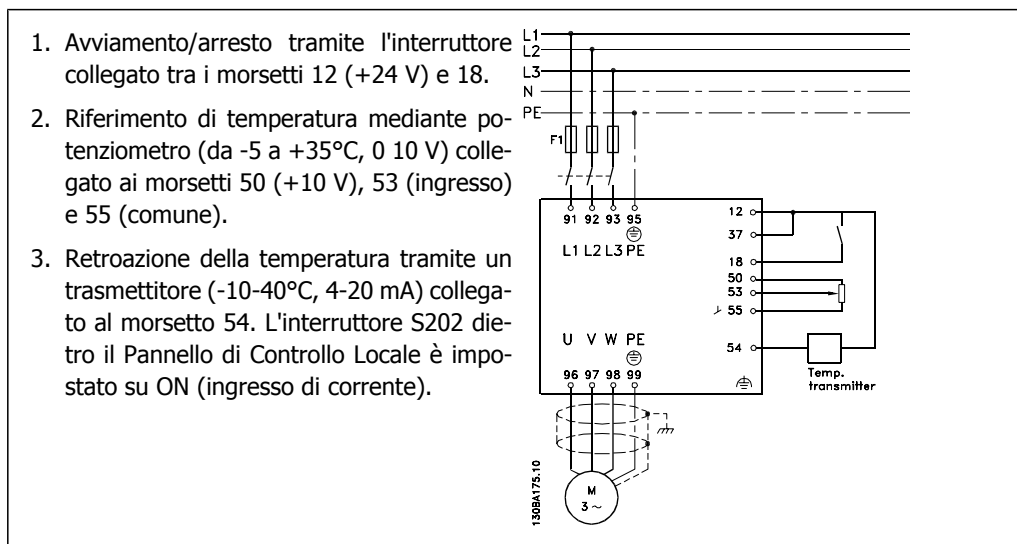 1. Avviamento/arresto tramite l'interruttore
collegato tra i morsetti 12 (+24 V) e 18.
2. Riferimento di temperatura mediante po-
tenziometro (da -5 a +35°C, 0 10 V) colle-
gato ai morsetti 50 (+10 V), 53 (ingresso)
e 55 (comune).
3. Retroazione della temperatura tramite un
trasmettitore (-10-40°C, 4-20 mA) collega-
to al morsetto 54. L'interruttore S202 die-
tro il Pannello di Controllo Locale è impo-
stato su ON (ingresso di corrente).
L1
L2
L3
N
PE
F1
91 92 93 95
L1 L2 L3 PE
12
37
18
50
53
55
54
Temp.
transmitter
U V W PE
96 97 98 99
M
3 ~
130BA175.10